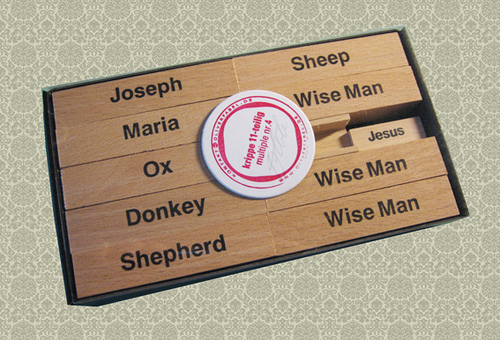 Joseph
Maria
Ox
Donkey
Shepherd
Sheep
Wise Man
Jesus
Wise Man
Wise Man
krippe 11-teilig
multiple nr.4